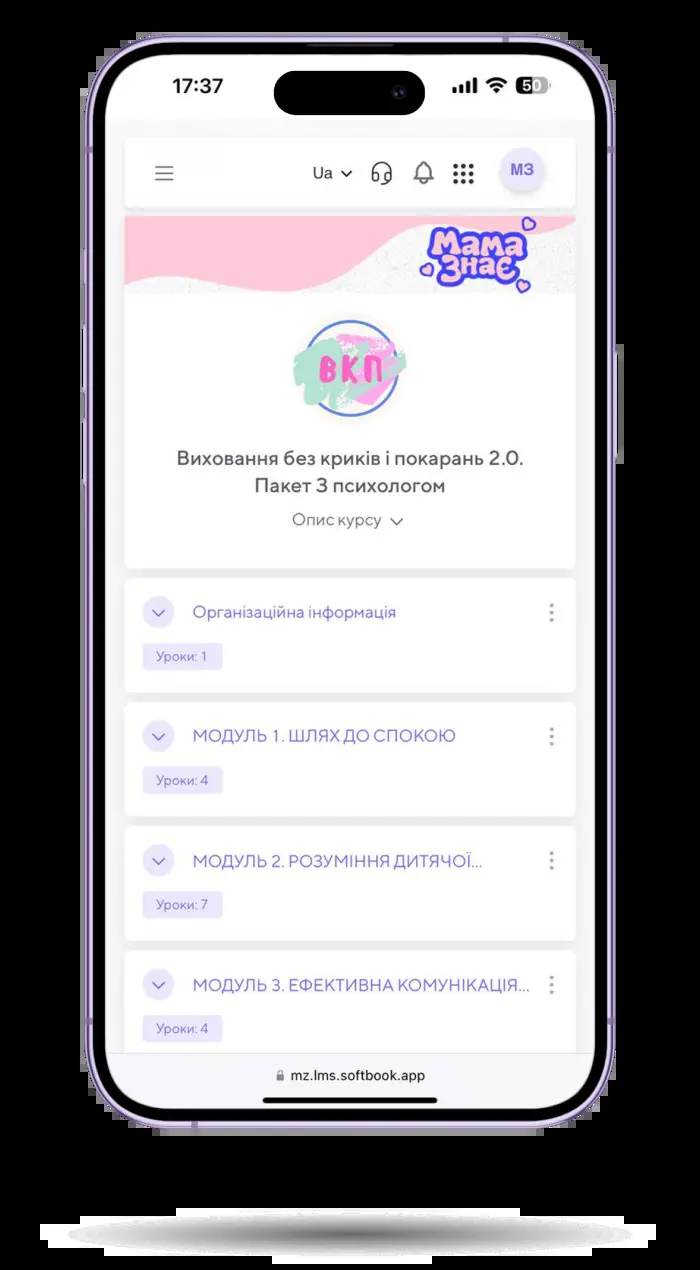 17:37
50
Ua
МЗ
Мама
Знає
ВКП
Виховання без криків і покарань 2.0.
Пакет З психологом
Опис курсу
Організаційна інформація
Уроки: 1
МОДУЛЬ 1. ШЛЯХ ДО СПОКОЮ
Уроки: 4
МОДУЛЬ 2. РОЗУМІННЯ ДИТЯЧОЇ...
Уроки: 7
МОДУЛЬ 3. ЕФЕКТИВНА КОМУНІКАЦІЯ...
Уроки: 4
mz.lms.softbook.app